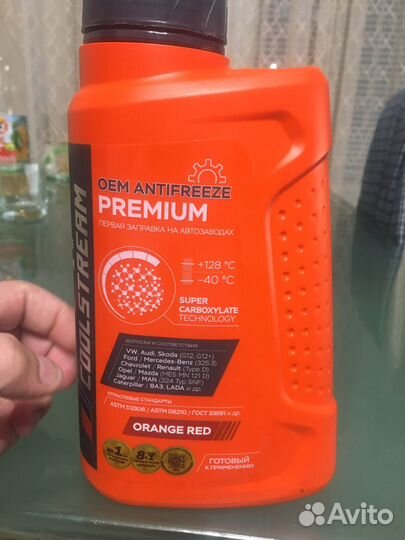 COOLSTREAM
OEM ANTIFREEZE
PREMIUM
ПЕРВАЯ ЗАПРАВКА НА АВТОЗАВОДАХ
+128 °C
-40 °C
SUPER
CARBOXYLATE
TECHNOLOGY
ДОПУСКИ И СООТВЕТСТВИЯ
VW, Audi, Skoda (G12, G12+)
Ford / Mercedes-Benz (325.3)
Chevrolet / Renault (Type D)
Opel / Mazda (MES MN 121 D)
Jaguar / MAN (324 Typ SNF)
Caterpillar / ВАЗ, LADA и др.
ОТРАСЛЕВЫЕ СТАНДАРТЫ
ASTM D3306 / ASTM D6210 / ГОСТ 33591 и др.
ORANGE RED
№1
ГОТОВЫЙ
К ПРИМЕНЕНИЮ
Avito